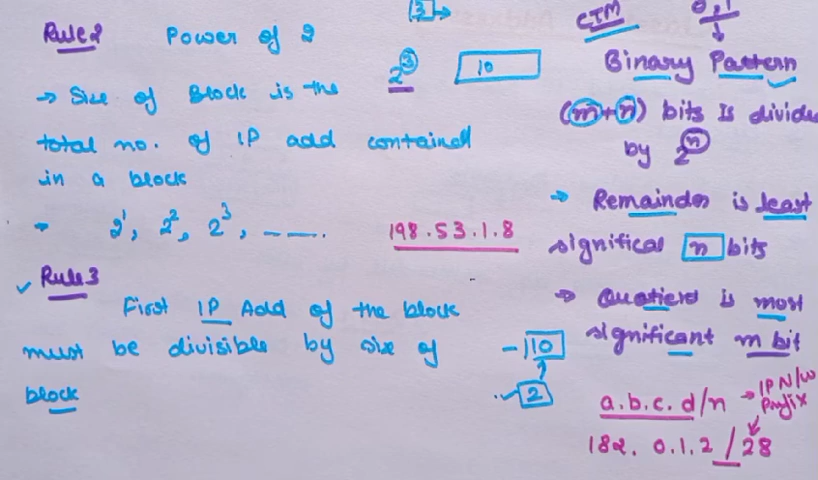 Rule2 Power of 2
→ Size of Block is the
total no. of IP add contained
in a block
→ 2¹, 2², 2³, -----.
Rule3
First IP Add of the block
must be divisible by size of
block
3 →
2³ 10
198.53.1.8
- 110
2
0,1
Binary Pattern
(m+n) bits Is divide
by 2ⁿ
→ Remainder is least
significal n bits
→ is most
significant m bit
a.b.c.d/n → IP N/W
Prefix
182. 0.1.2 / 28